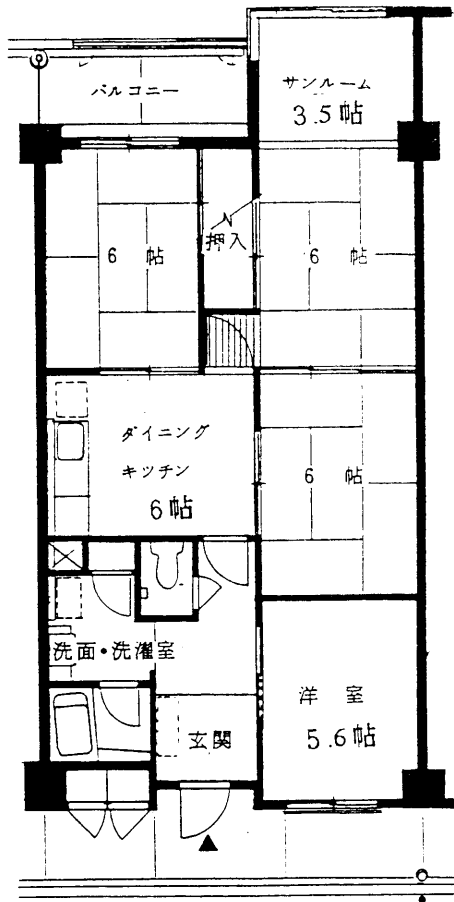 バルコニー
サンルーム
3.5帖
押入
6 帖
6 帖
ダイニング
キッチン
6帖
6 帖
洗面・洗濯室
洋室
5.6帖
玄関